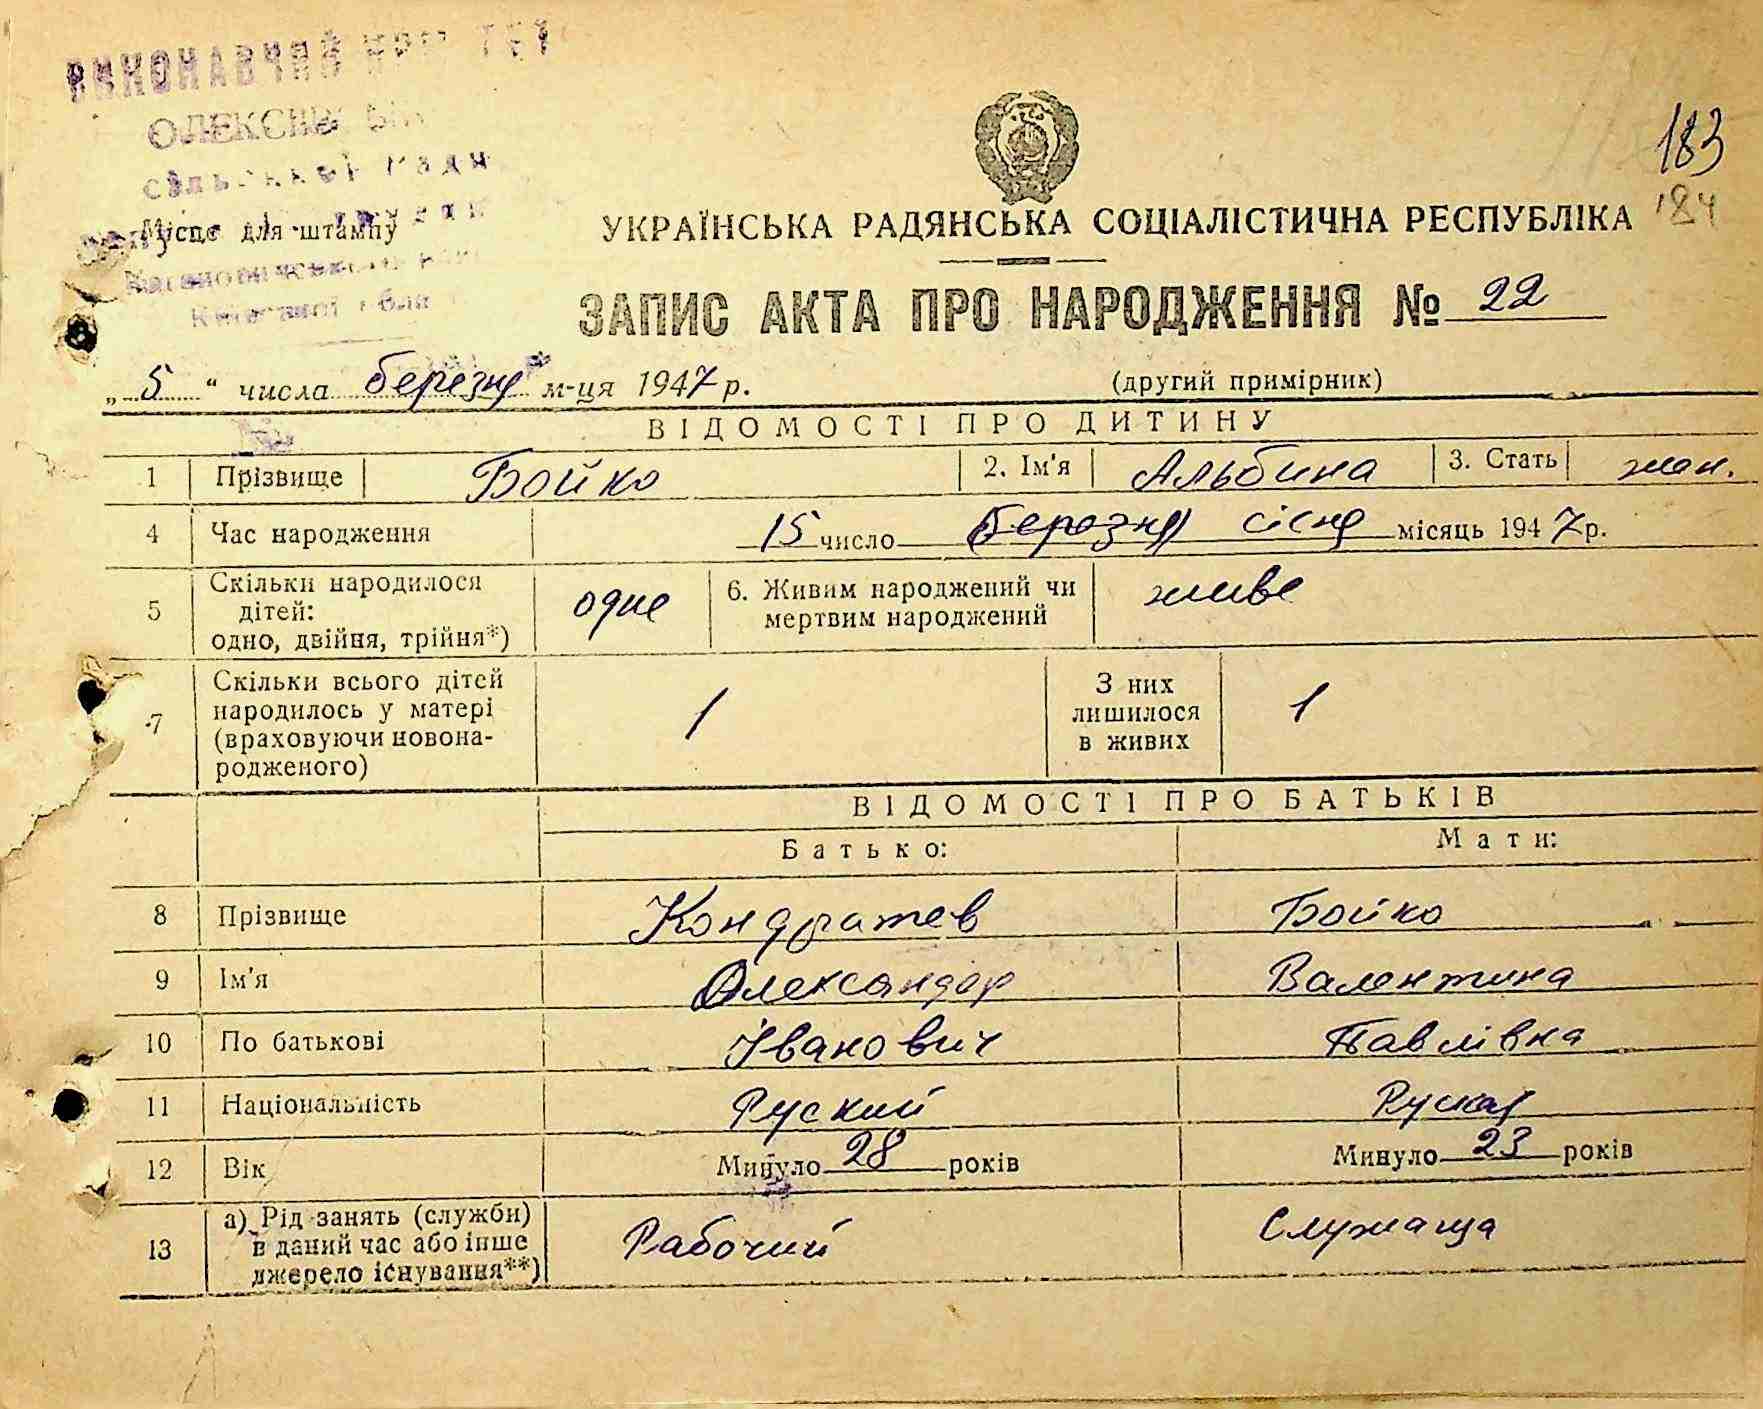 ВИКОНАВЧИЙ
183
184
Місце для штампу
УКРАЇНСЬКА РАДЯНСЬКА СОЦІАЛІСТИЧНА РЕСПУБЛІКА
ЗАПИС АКТА ПРО НАРОДЖЕННЯ № 22
„ 5 “ числа березня м-ця 1947 р. (другий примірник)
ВІДОМОСТІ ПРО ДИТИНУ
1 Прізвище Бойко 2. Ім'я Альбина 3. Стать жен.
4 Час народження 15 число (березня) січня місяць 1947 р.
5 Скільки народилося дітей: одно, двійня, трійня*) одне 6. Живим народжений чи мертвим народжений живе
7 Скільки всього дітей народилось у матері (враховуючи новонародженого) 1 З них лишилося в живих 1
ВІДОМОСТІ ПРО БАТЬКІВ
Батько: Мати:
8 Прізвище Кондратев Бойко
9 Ім'я Олександер Валентина
10 По батькові Іванович Павлівна
11 Національність Руский Руская
12 Вік Минуло 28 років Минуло 23 років
13 а) Рід занять (служби) в даний час або інше джерело існування**) Рабочий Служаща